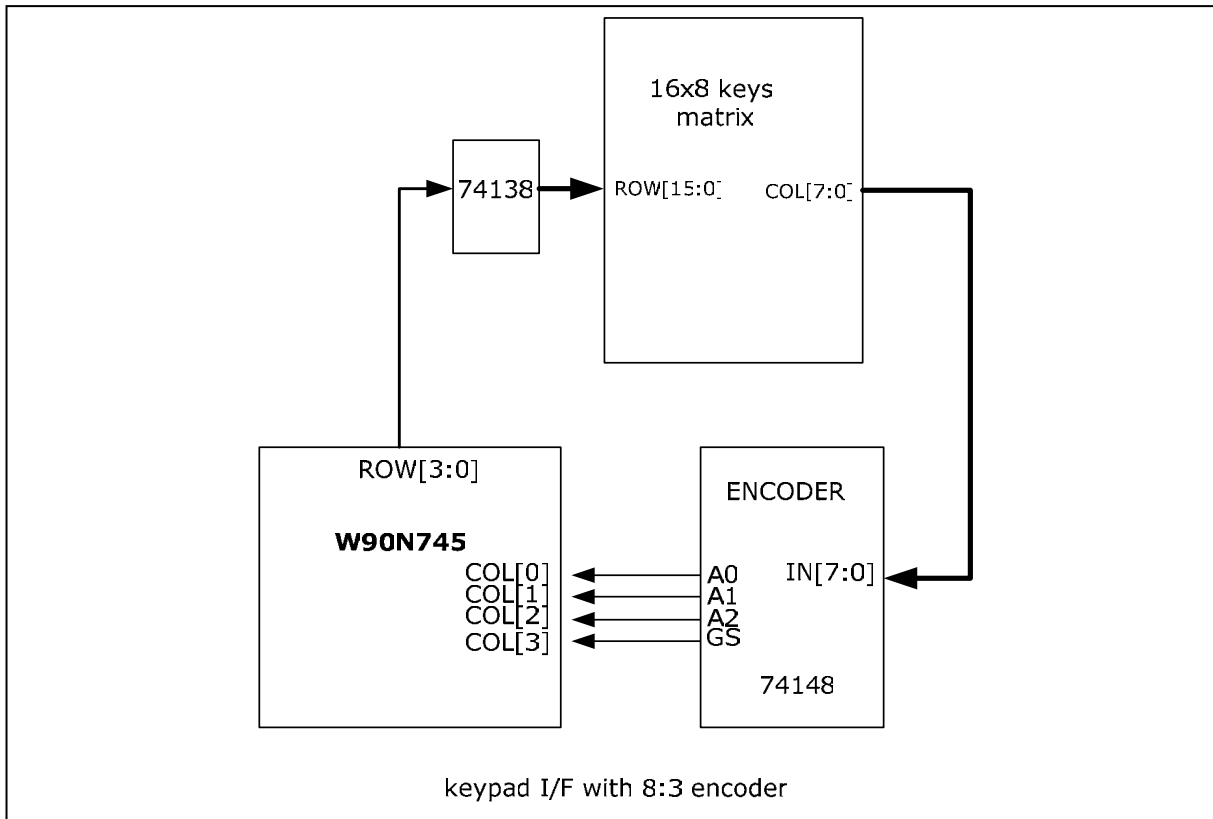 16x8 keys
matrix
74138
ROW[15:0]
COL[7:0]
ROW[3:0]
W90N745
COL[0]
COL[1]
COL[2]
COL[3]
ENCODER
A0
A1
A2
GS
IN[7:0]
74148
keypad I/F with 8:3 encoder